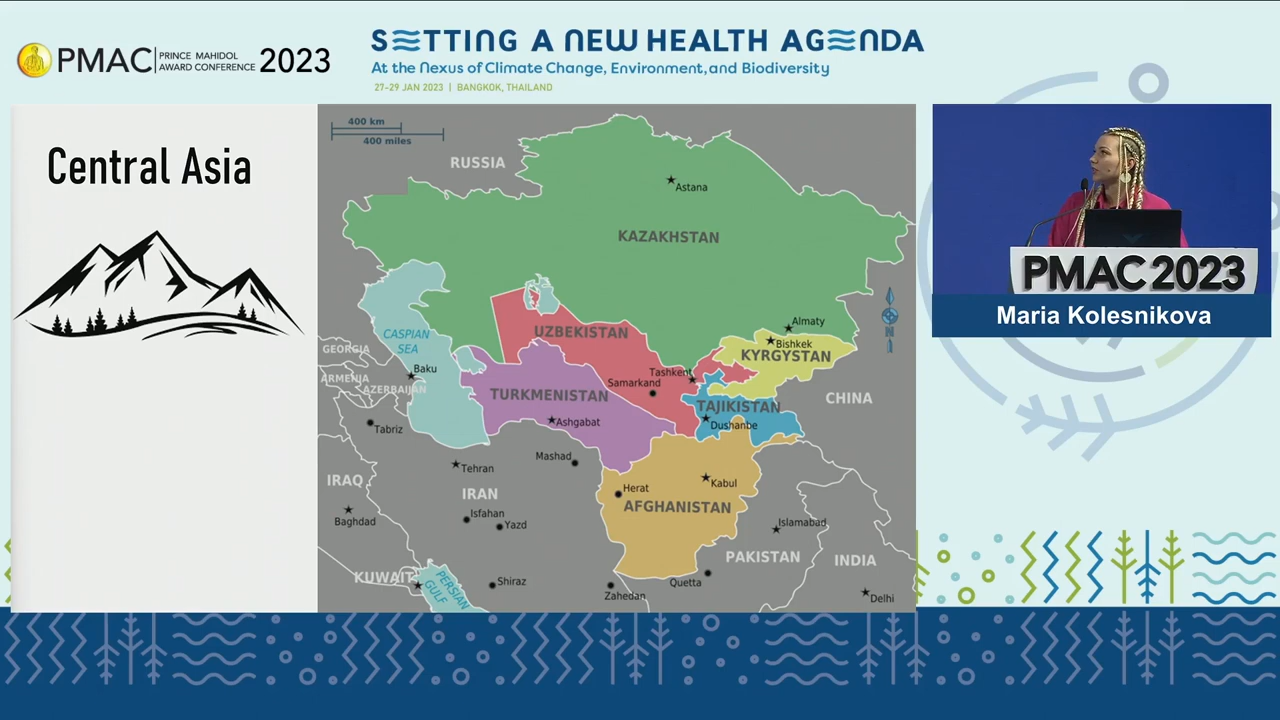 PMAC
PRINCE MAHIDOL
AWARD CONFERENCE
2023
SETTING A NEW HEALTH AGENDA
At the Nexus of Climate Change, Environment, and Biodiversity
27-29 JAN 2023 | BANGKOK, THAILAND
Central Asia
400 km
400 miles
RUSSIA
Astana
KAZAKHSTAN
Almaty
Bishkek
KYRGYSTAN
UZBEKISTAN
CASPIAN
SEA
GEORGIA
Baku
ARMENIA
AZERBAIJAN
Tashkent
Samarkand
TURKMENISTAN
TAJIKISTAN
CHINA
Ashgabat
Dushanbe
Tabriz
Mashad
Tehran
IRAQ
IRAN
Herat
Kabul
AFGHANISTAN
Baghdad
Isfahan
Yazd
Islamabad
PAKISTAN
INDIA
KUWAIT
PERSIAN
GULF
Shiraz
Zahedan
Quetta
Delhi
N
PMAC 2023
Maria Kolesnikova